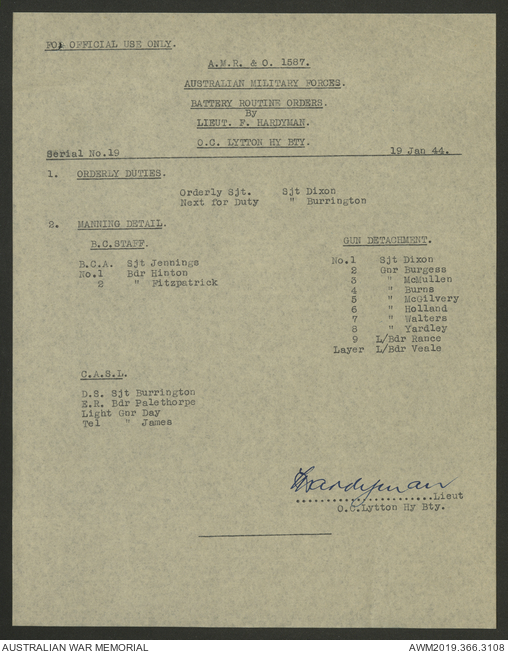 FOR OFFICIAL USE ONLY.
A.M.R. & O. 1587.
AUSTRALIAN MILITARY FORCES.
BATTERY ROUTINE ORDERS.
By
LIEUT. F. HARDYMAN.
O.C. LYTTON HY BTY.
Serial No.19 19 Jan 44.
1. ORDERLY DUTIES.
Orderly Sjt. Sjt Dixon
Next for Duty " Burrington
2. MANNING DETAIL.
B.C.STAFF.
B.C.A. Sjt Jennings
No.1 Bdr Hinton
2 " Fitzpatrick
GUN DETACHMENT.
No.1 Sjt Dixon
2 Gnr Burgess
3 " McMullen
4 " Burns
5 " McGilvery
6 " Holland
7 " Walters
8 " Yardley
9 L/Bdr Rance
Layer L/Bdr Veale
C.A.S.L.
D.S. Sjt Burrington
E.R. Bdr Palethorpe
Light Gnr Day
Tel " James
Hardyman
.......................Lieut
O.C.Lytton Hy Bty.
AUSTRALIAN WAR MEMORIAL AWM2019.366.3108